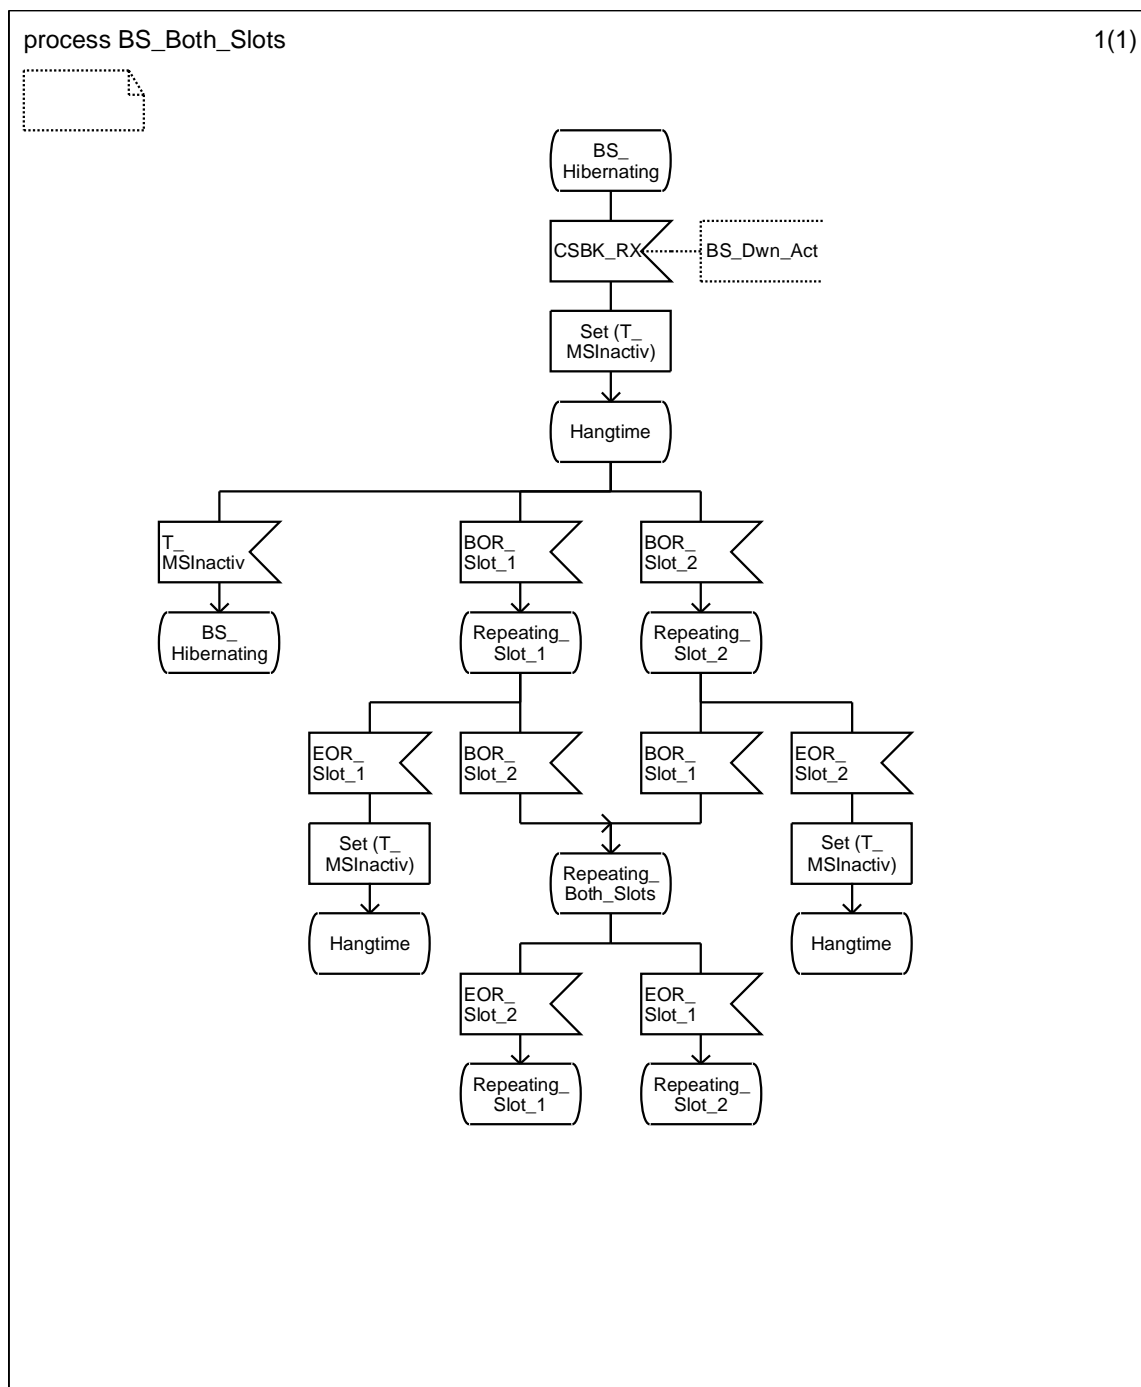 process BS_Both_Slots
1(1)
BS_
Hibernating
CSBK_RX
BS_Dwn_Act
Set (T_
MSInactiv)
Hangtime
T_
MSInactiv
BOR_
Slot_1
BOR_
Slot_2
BS_
Hibernating
Repeating_
Slot_1
Repeating_
Slot_2
EOR_
Slot_1
BOR_
Slot_2
BOR_
Slot_1
EOR_
Slot_2
Set (T_
MSInactiv)
Set (T_
MSInactiv)
Repeating_
Both_Slots
Hangtime
Hangtime
EOR_
Slot_2
EOR_
Slot_1
Repeating_
Slot_1
Repeating_
Slot_2